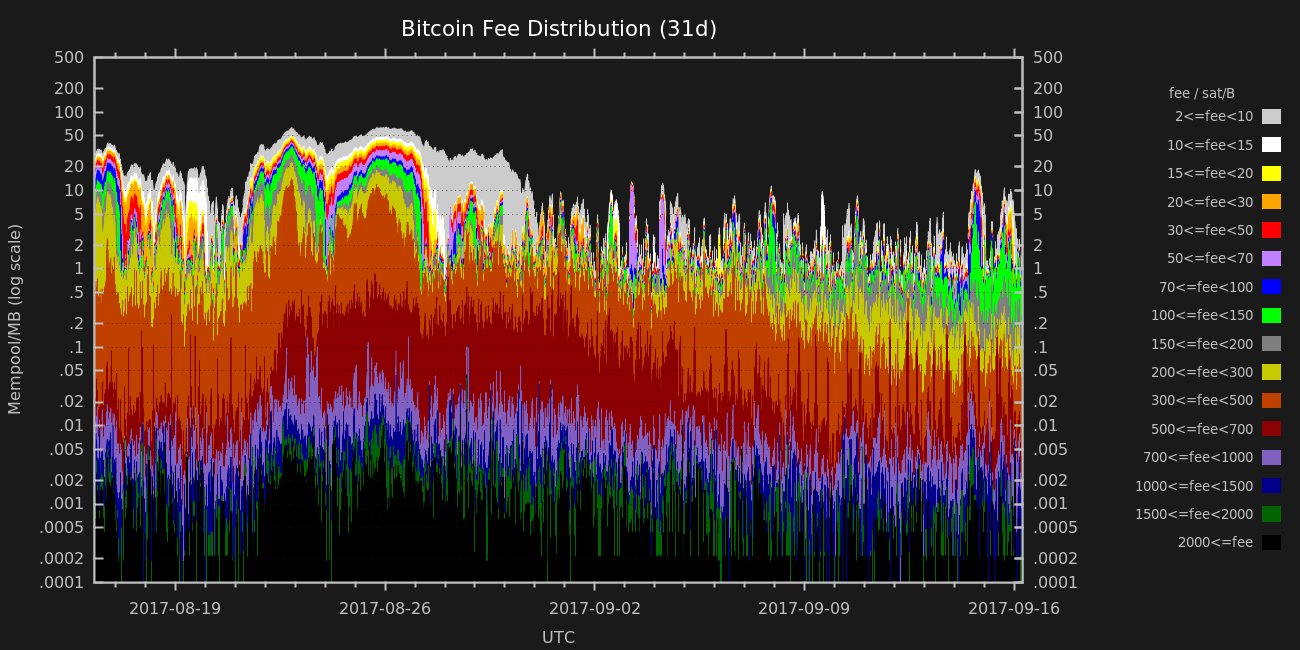 Bitcoin Fee Distribution (31d)
500
200
100
50
20
10
5
2
1
.5
.2
.1
.05
.02
.01
.005
.002
.001
.0005
.0002
.0001
Mempool/MB (log scale)
500
200
100
50
20
10
5
2
1
.5
.2
.1
.05
.02
.01
.005
.002
.001
.0005
.0002
.0001
2017-08-19
2017-08-26
2017-09-02
2017-09-09
2017-09-16
UTC
fee / sat/B
2<=fee<10
10<=fee<15
15<=fee<20
20<=fee<30
30<=fee<50
50<=fee<70
70<=fee<100
100<=fee<150
150<=fee<200
200<=fee<300
300<=fee<500
500<=fee<700
700<=fee<1000
1000<=fee<1500
1500<=fee<2000
2000<=fee